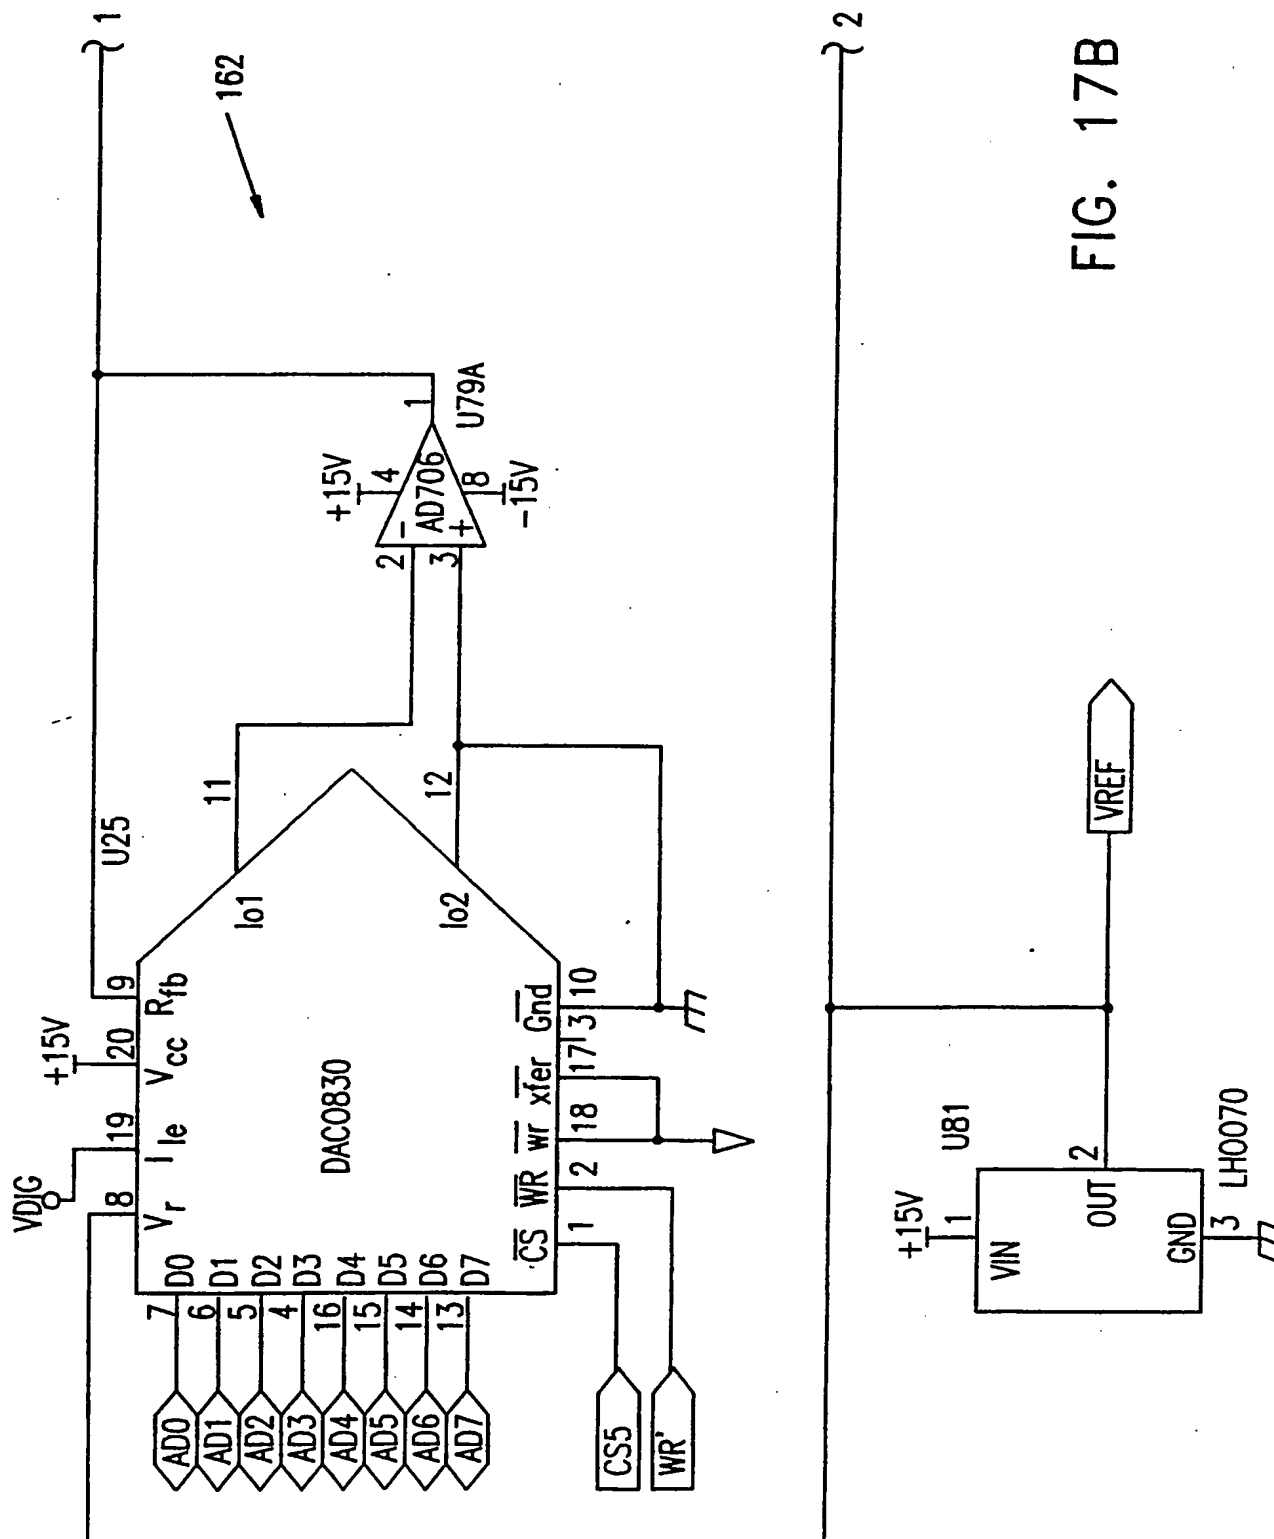 1
162
VDIG
+15V
8
19
20
9
Vr
Ile
Vcc
Rfb
U25
AD0
7
D0
AD1
6
D1
AD2
5
D2
AD3
4
D3
AD4
16
D4
AD5
15
D5
AD6
14
D6
AD7
13
D7
DAC0830
Io1
11
Io2
12
+15V
4
2
-
AD706
3
+
8
-15V
1
U79A
CS
WR
wr
xfer
Gnd
1
2
18
17
3
10
CS5
WR'
2
+15V
1
U81
VIN
OUT
2
GND
3
LH0070
VREF
FIG. 17B